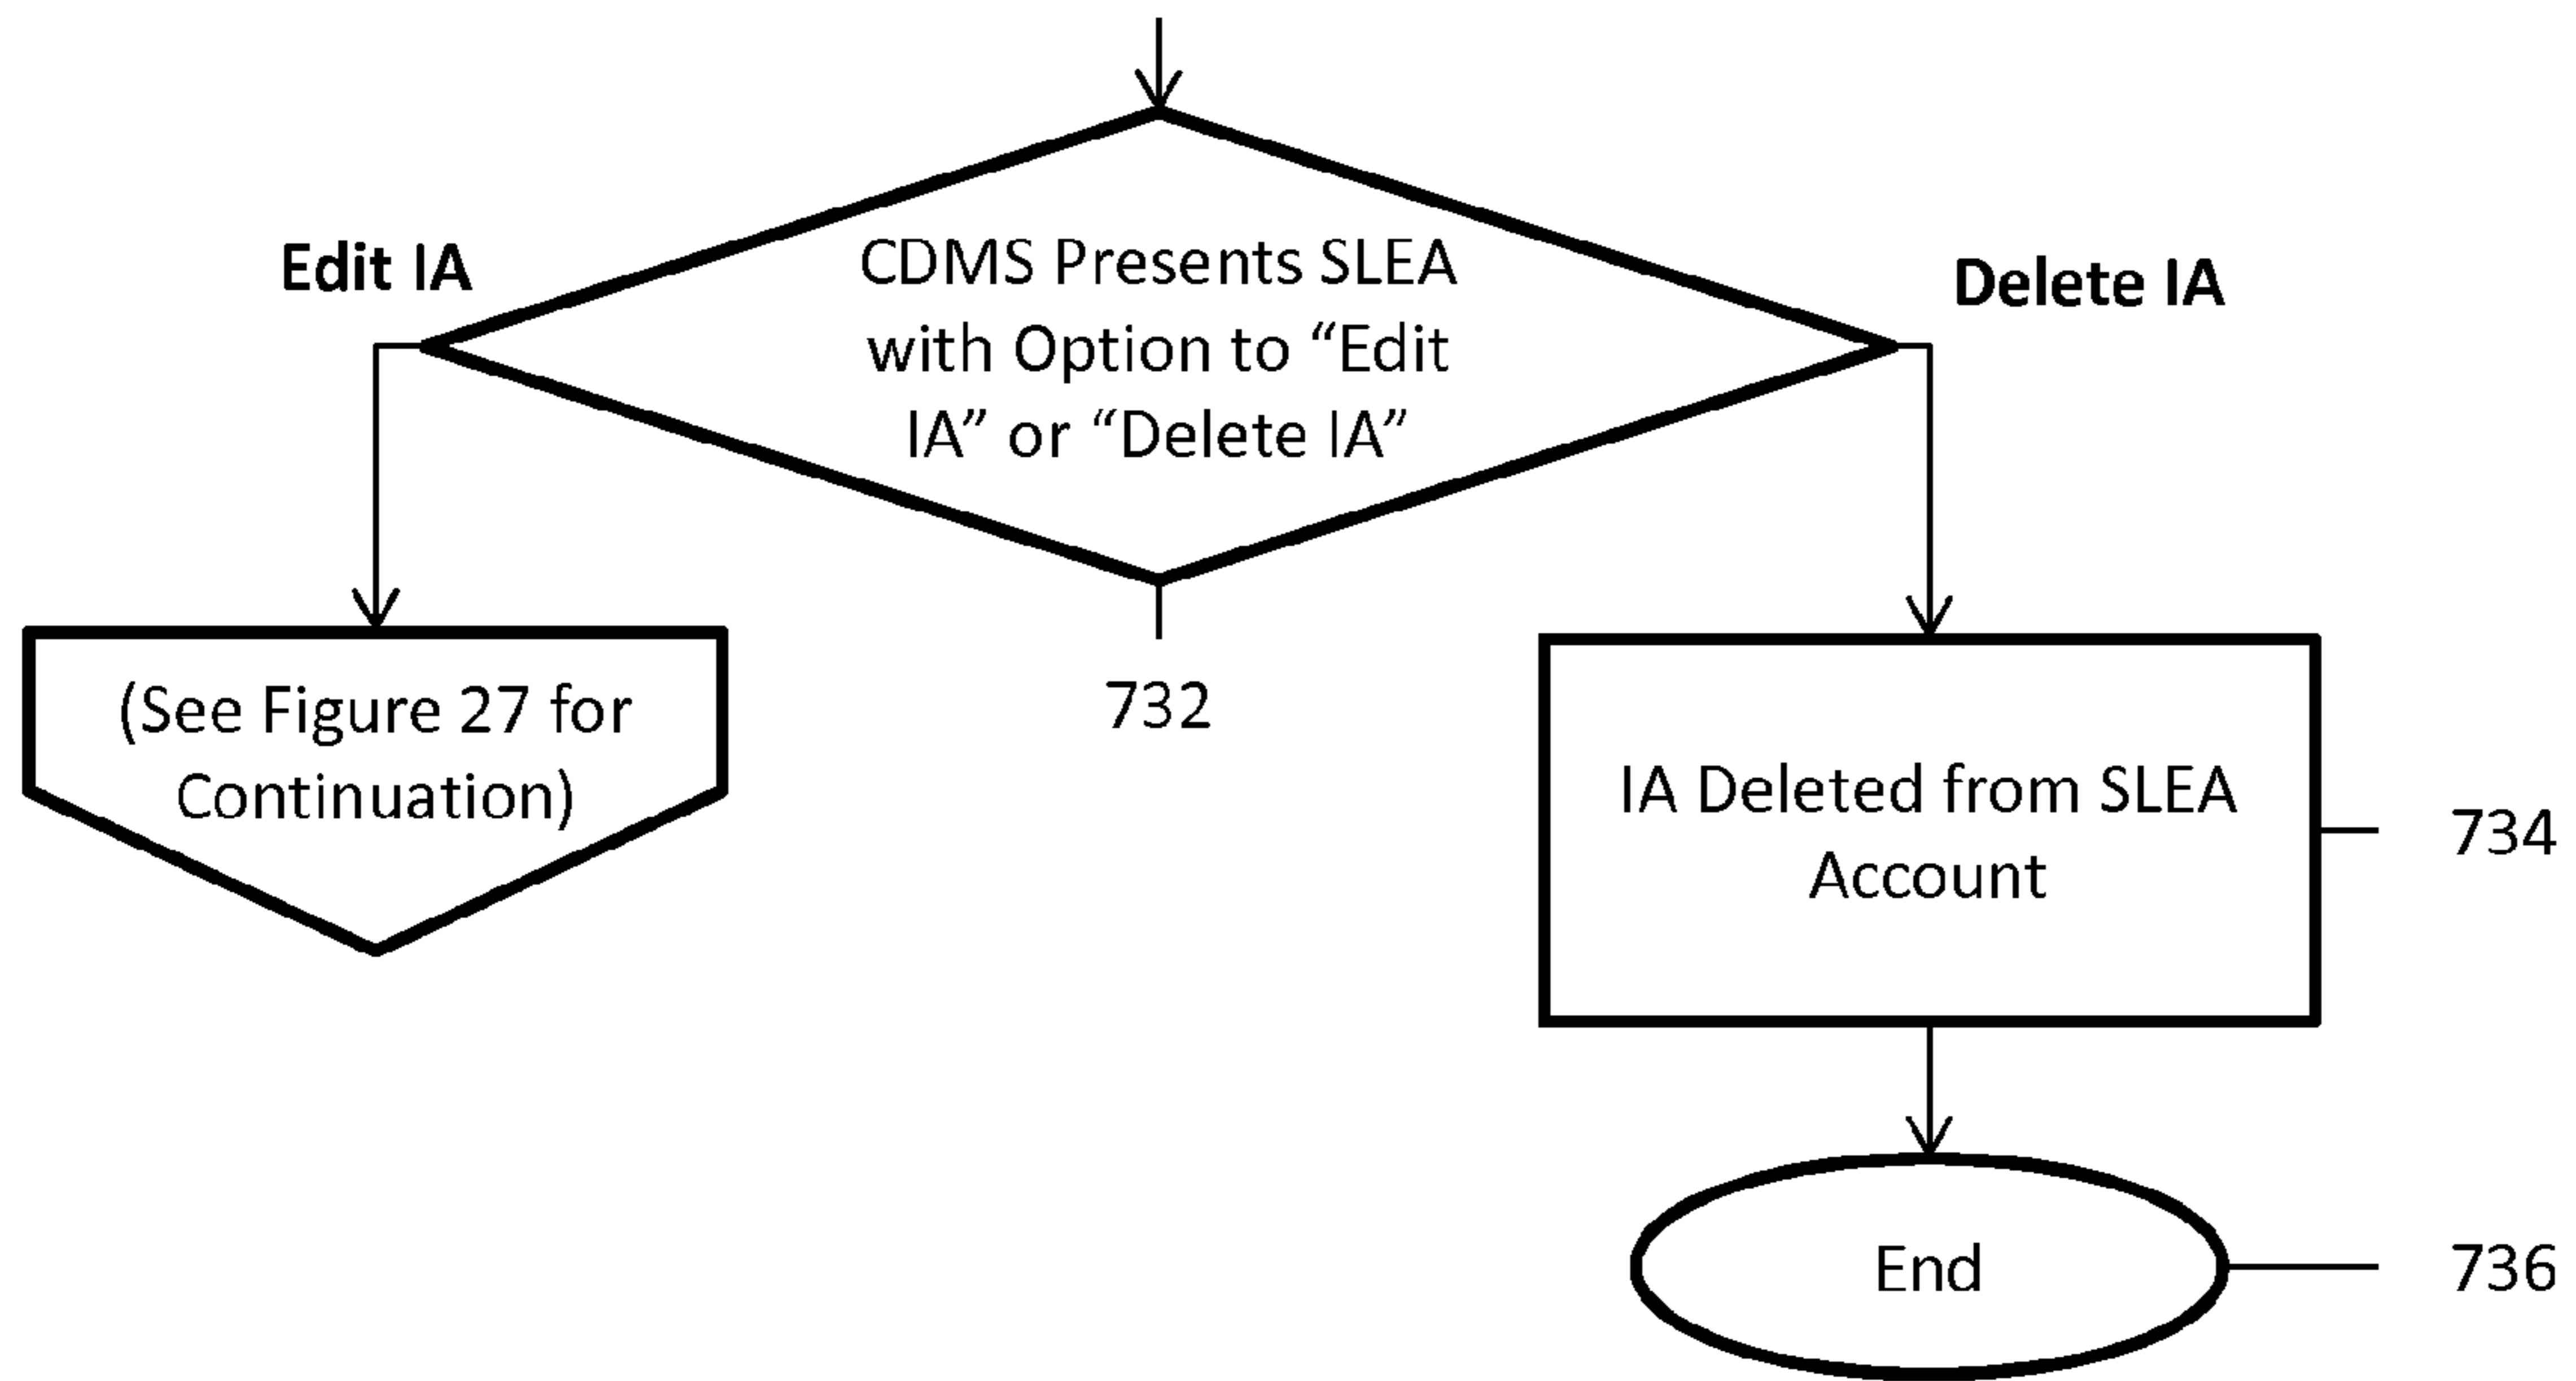 Edit IA
CDMS Presents SLEA
with Option to “Edit
IA” or “Delete IA”
Delete IA
732
(See Figure 27 for
Continuation)
IA Deleted from SLEA
Account
734
End
736